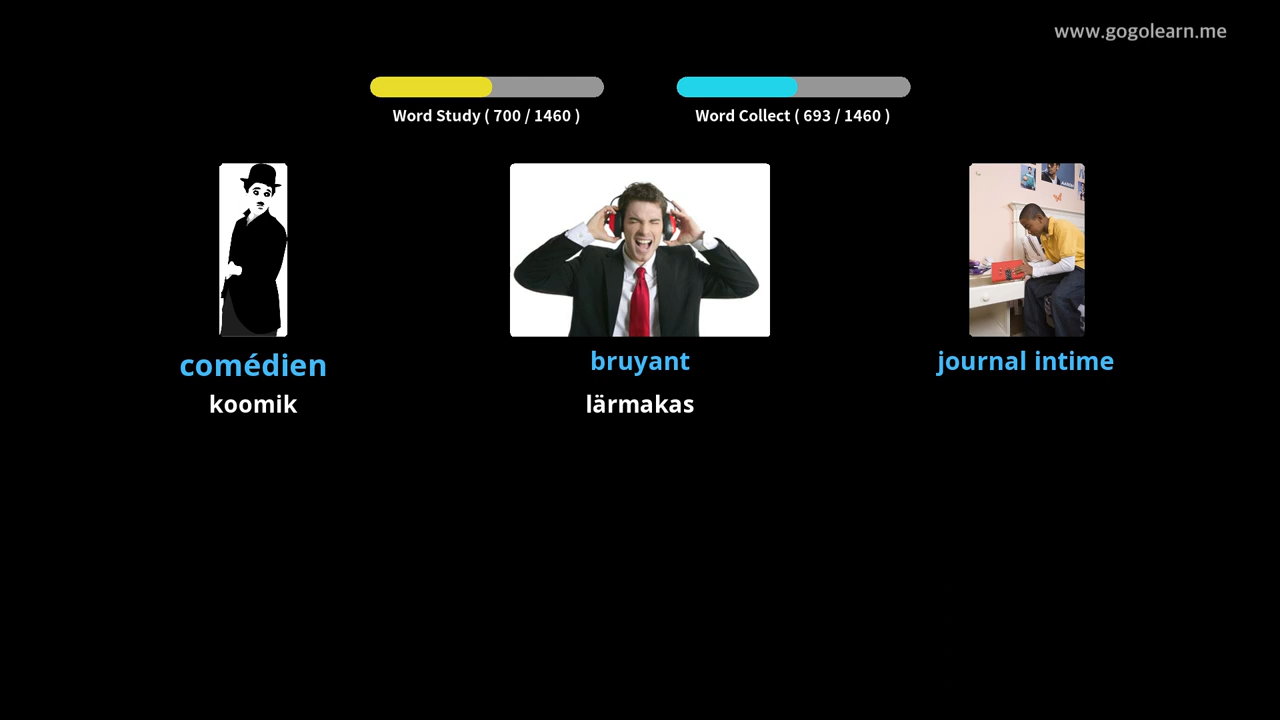 www.gogolearn.me
Word Study ( 700 / 1460 )
Word Collect ( 693 / 1460 )
comédien
bruyant
journal intime
koomik
lärmakas